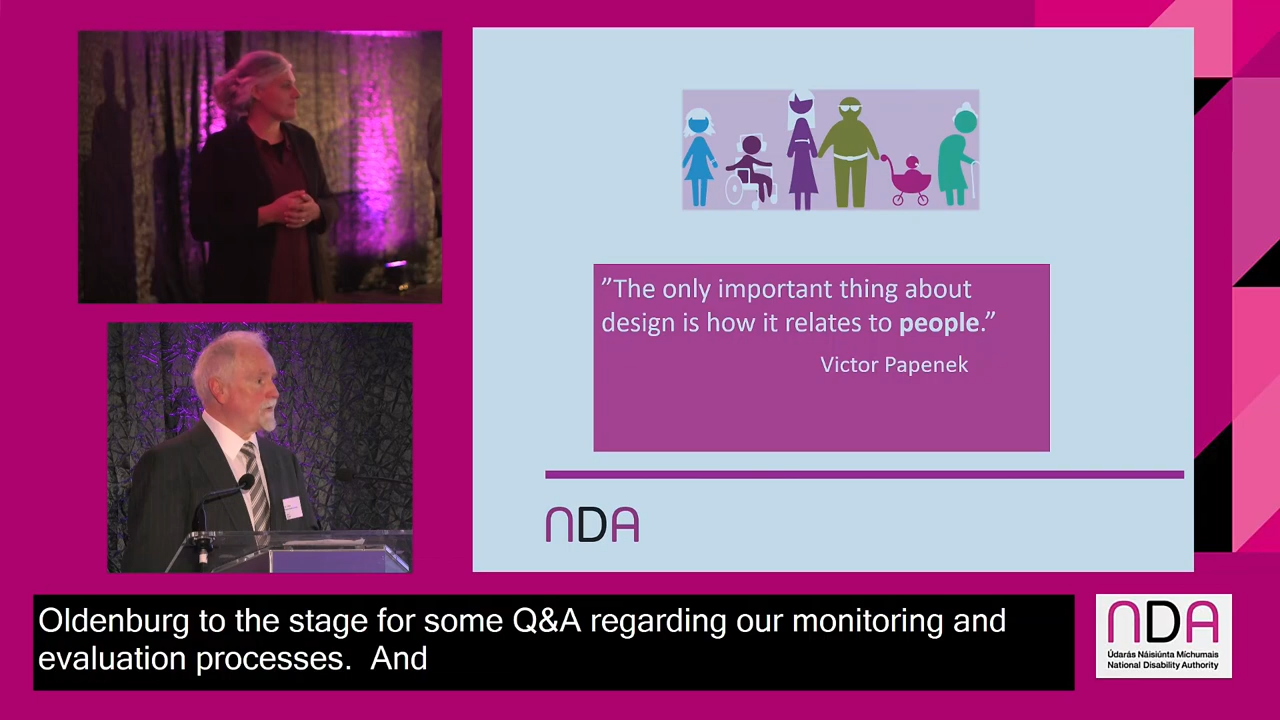 ”The only important thing about
design is how it relates to people.”
Victor Papenek
NDA
Oldenburg to the stage for some Q&A regarding our monitoring and
evaluation processes.  And
NDA
Údarás Náisiúnta Míchumais
National Disability Authority